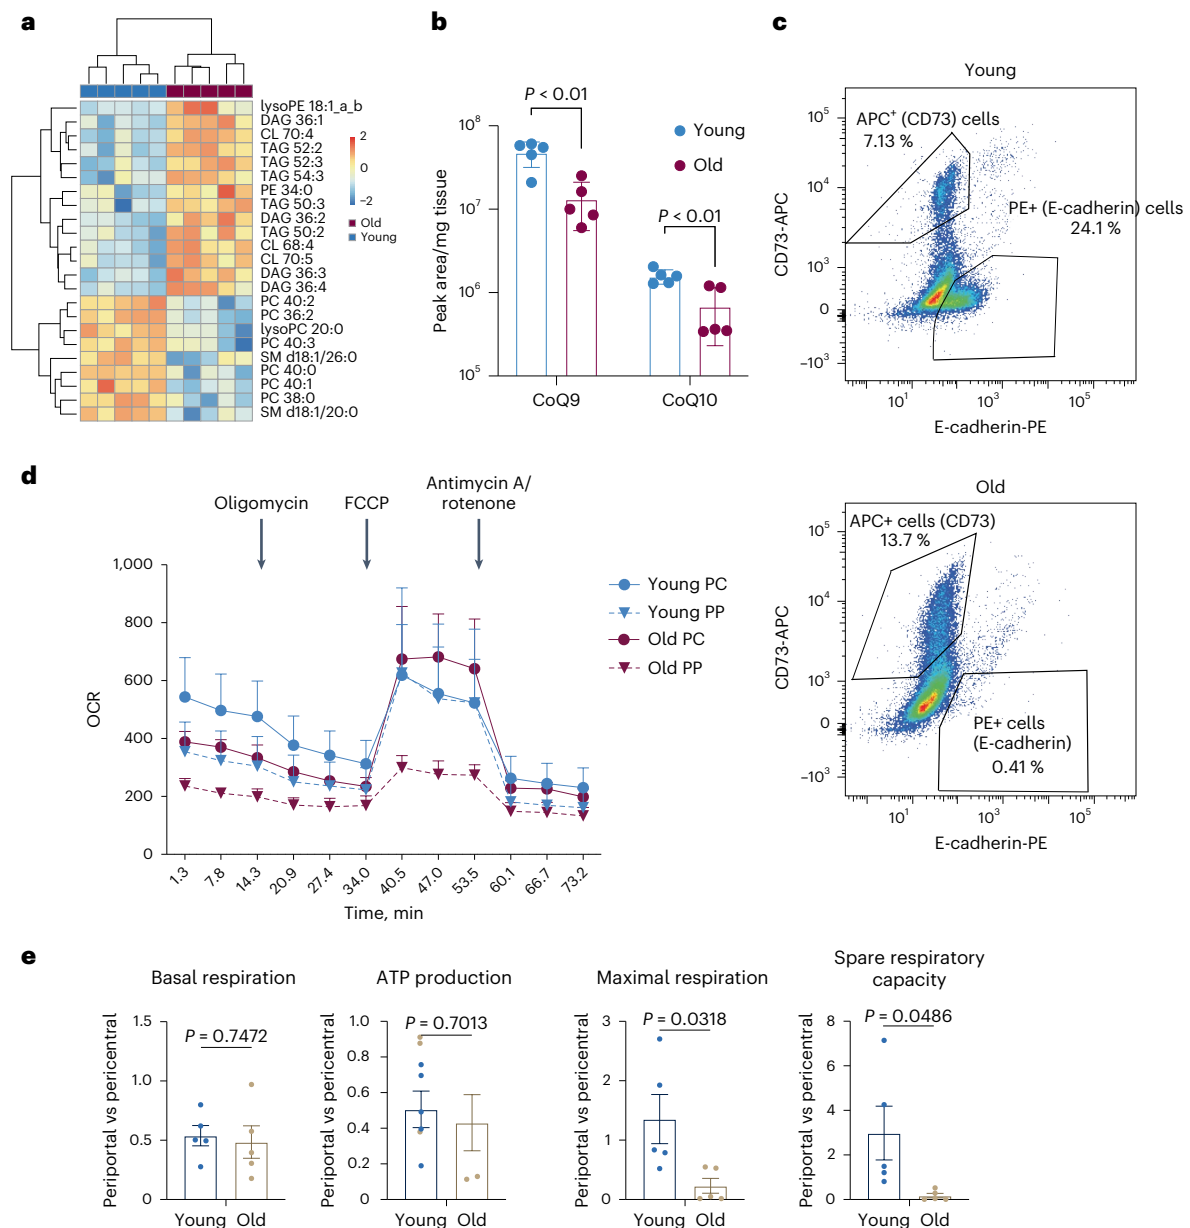 a
lysoPE 18:1_a_b
DAG 36:1
CL 70:4
TAG 52:2
TAG 52:3
TAG 54:3
PE 34:0
TAG 50:3
DAG 36:2
TAG 50:2
CL 68:4
CL 70:5
DAG 36:3
DAG 36:4
PC 40:2
PC 36:2
lysoPC 20:0
PC 40:3
SM d18:1/26:0
PC 40:0
PC 40:1
PC 38:0
SM d18:1/20:0
2
0
−2
Old
Young
b
P < 0.01
P < 0.01
Young
Old
Peak area/mg tissue
10⁸
10⁷
10⁶
10⁵
CoQ9
CoQ10
c
Young
APC⁺ (CD73) cells
7.13 %
PE+ (E-cadherin) cells
24.1 %
CD73-APC
10⁵
10⁴
10³
0
−10³
10¹
10³
10⁵
E-cadherin-PE
Old
APC+ cells (CD73)
13.7 %
PE+ cells
(E-cadherin)
0.41 %
CD73-APC
10⁵
10⁴
10³
0
−10³
10¹
10³
10⁵
E-cadherin-PE
d
Oligomycin
FCCP
Antimycin A/
rotenone
OCR
1,000
800
600
400
200
0
1.3
7.8
14.3
20.9
27.4
34.0
40.5
47.0
53.5
60.1
66.7
73.2
Time, min
Young PC
Young PP
Old PC
Old PP
e
Basal respiration
P = 0.7472
Periportal vs pericentral
1.5
1.0
0.5
0
Young
Old
ATP production
P = 0.7013
Periportal vs pericentral
1.0
0.8
0.6
0.4
0.2
0
Young
Old
Maximal respiration
P = 0.0318
Periportal vs pericentral
3
2
1
0
Young
Old
Spare respiratory
capacity
P = 0.0486
Periportal vs pericentral
8
6
4
2
0
Young
Old